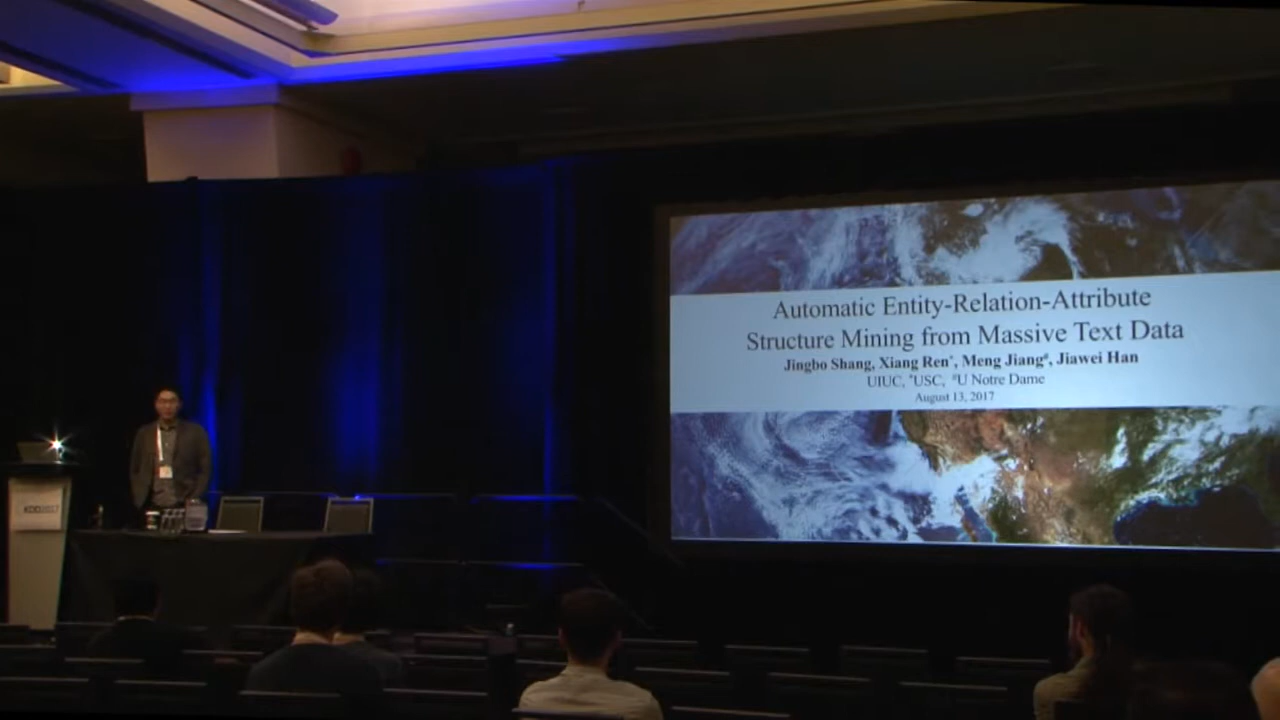 Automatic Entity-Relation-Attribute
Structure Mining from Massive Text Data
Jingbo Shang, Xiang Ren*, Meng Jiang#, Jiawei Han
UIUC, *USC, #U Notre Dame
August 13, 2017
KDD2017